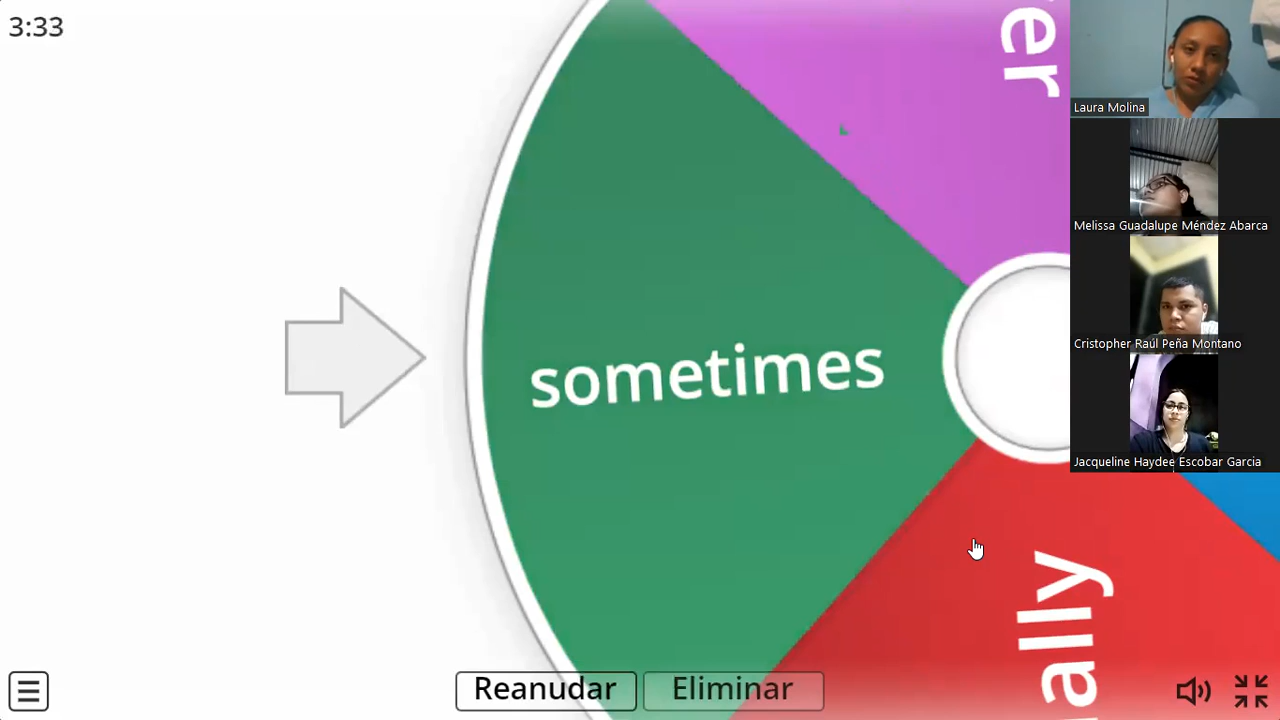 3:33
er
sometimes
ally
Reanudar
Eliminar
Laura Molina
Melissa Guadalupe Méndez Abarca
Cristopher Raúl Peña Montano
Jacqueline Haydee Escobar Garcia